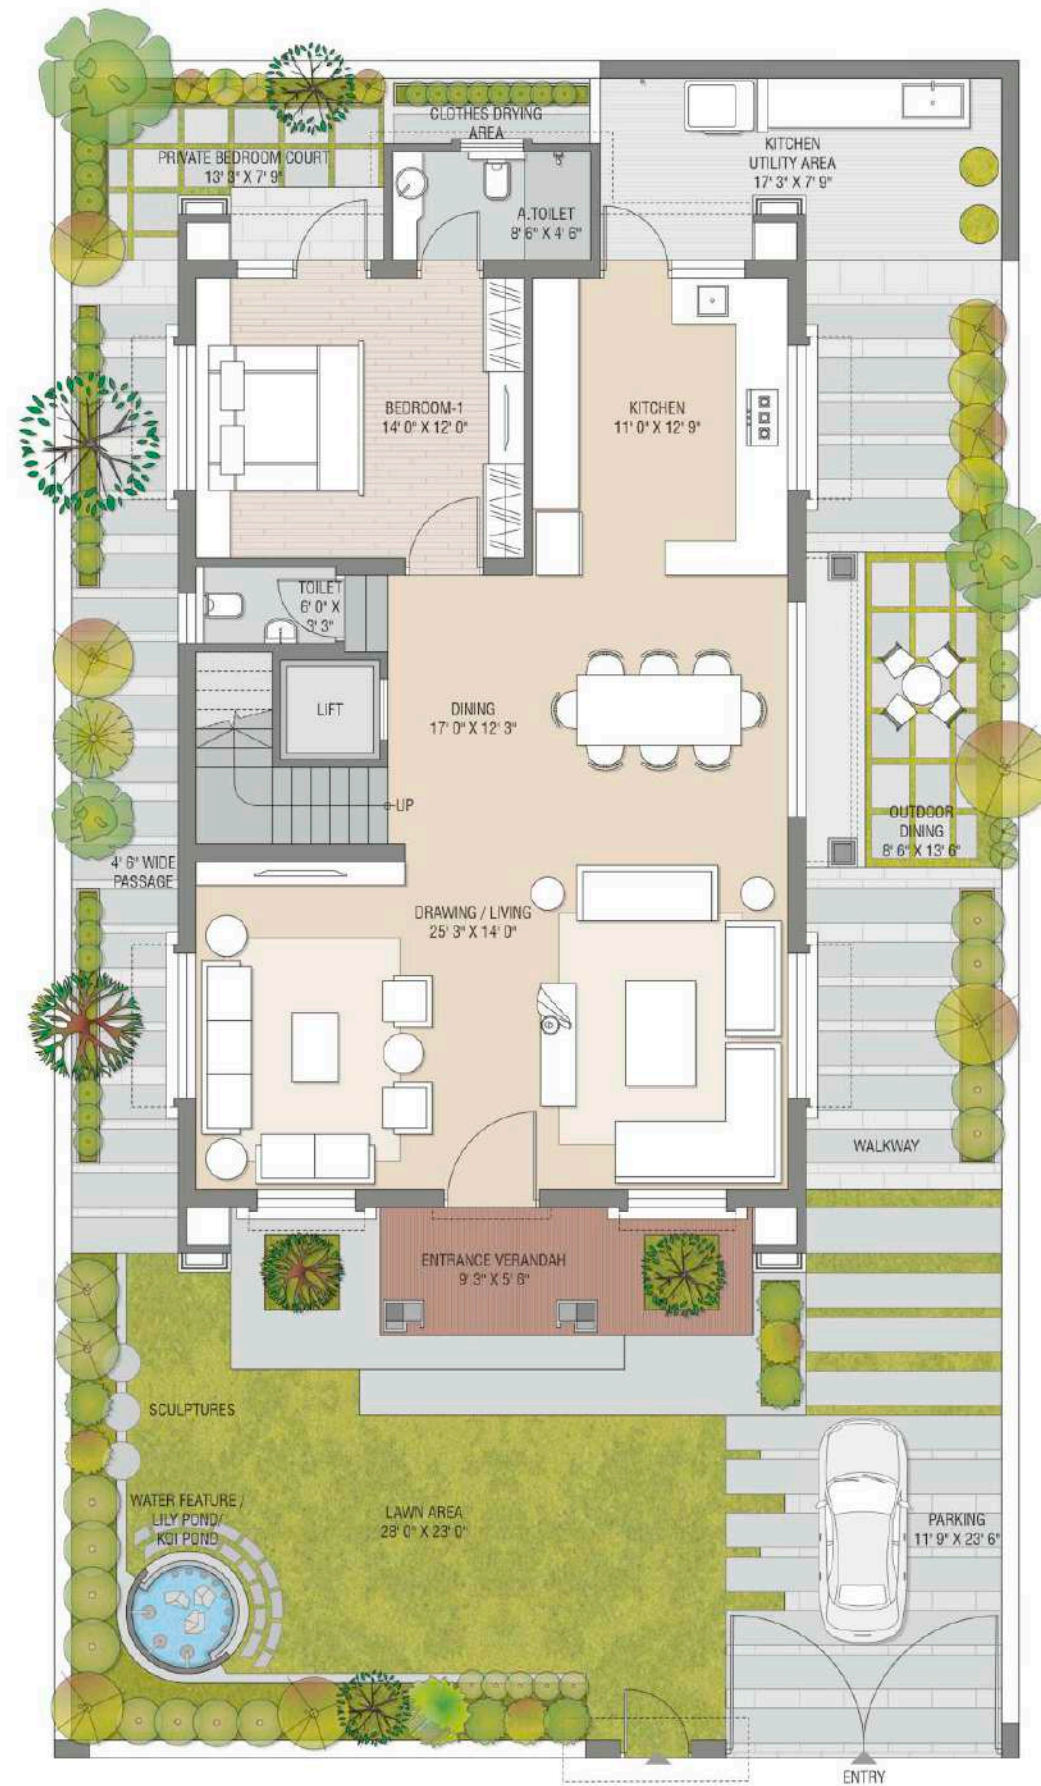 CLOTHES DRYING
AREA
PRIVATE BEDROOM COURT
13' 3" X 7' 9"
KITCHEN
UTILITY AREA
17' 3" X 7' 9"
A.TOILET
8' 6" X 4' 6"
BEDROOM-1
14' 0" X 12' 0"
KITCHEN
11' 0" X 12' 9"
TOILET
6' 0" X
3' 3"
LIFT
DINING
17' 0" X 12' 3"
UP
OUTDOOR
DINING
8' 6" X 13' 6"
4' 6" WIDE
PASSAGE
DRAWING / LIVING
25' 3" X 14' 0"
WALKWAY
ENTRANCE VERANDAH
9' 3" X 5' 6"
SCULPTURES
WATER FEATURE /
LILY POND/
KOI POND
LAWN AREA
28' 0" X 23' 0"
PARKING
11' 9" X 23' 6"
ENTRY